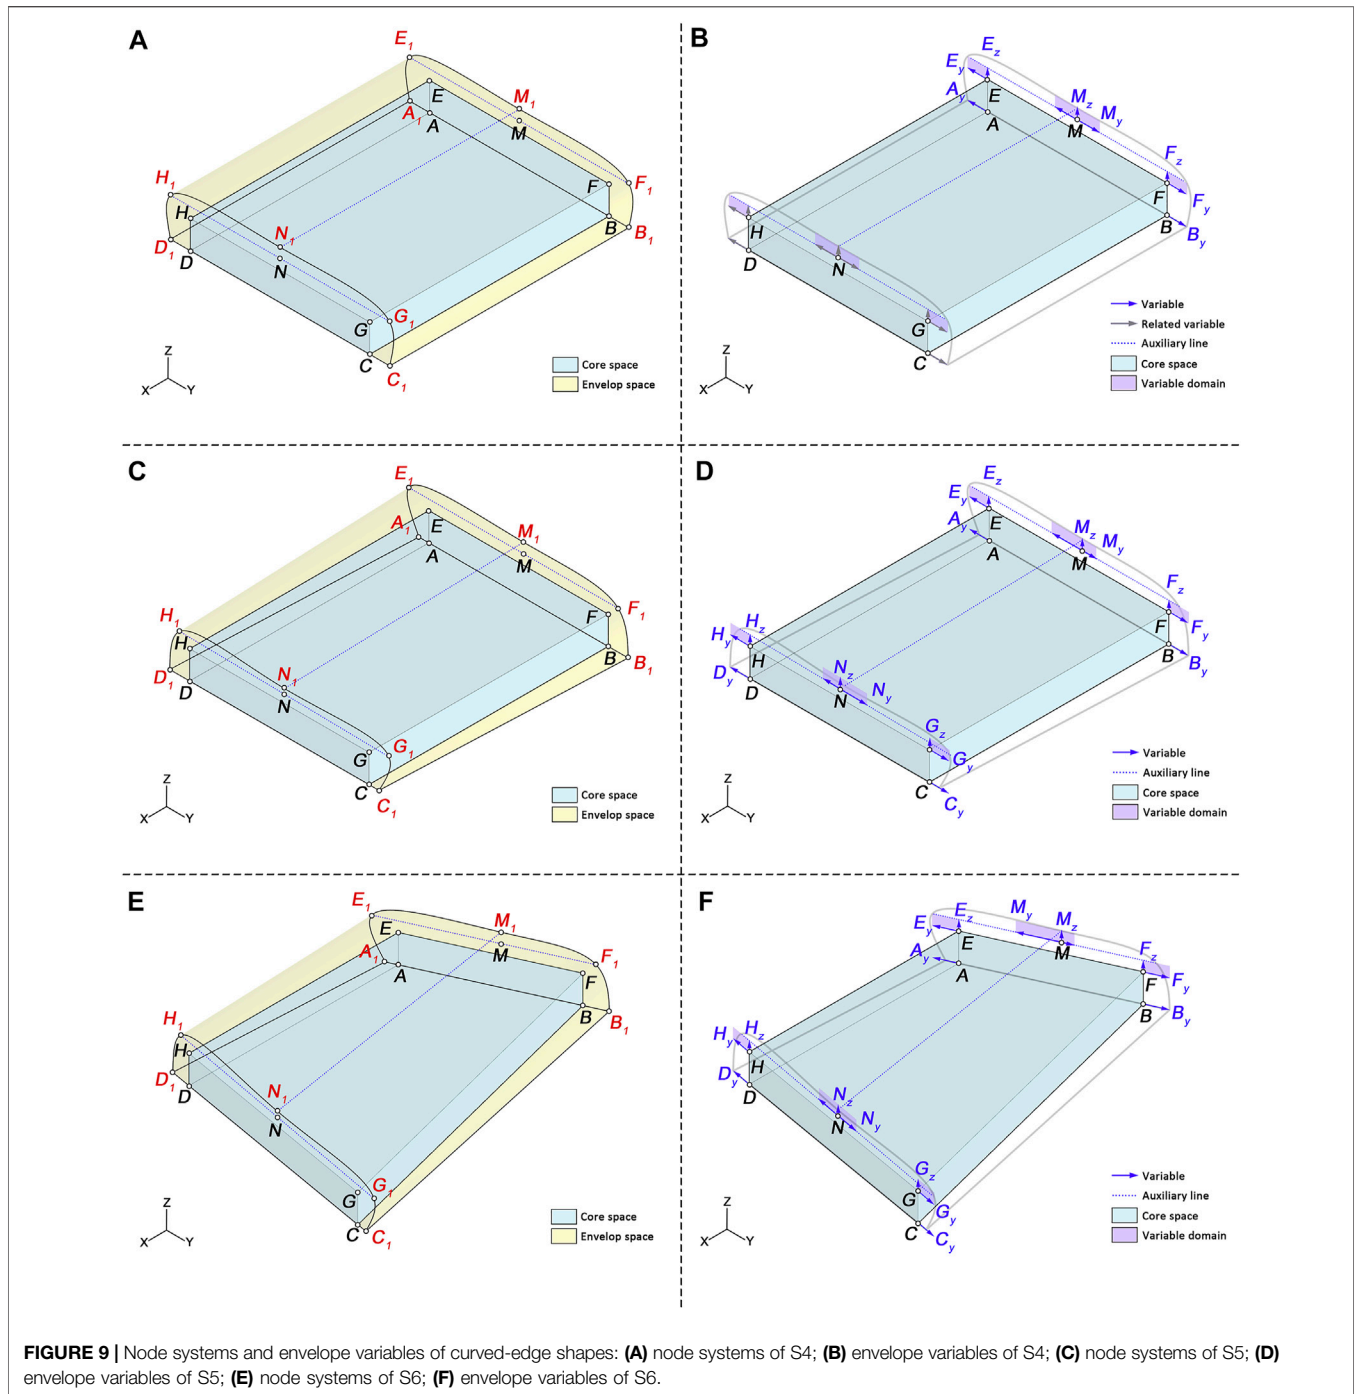 A
E1
E
A1
A
M1
M
H1
H
D1
D
N1
N
F1
F
B
B1
G
G1
C
C1
Z
X
Y
Core space
Envelop space
B
Ez
Ey
E
Ay
A
Mz
My
M
Fz
F
Fy
B
By
H
D
N
G
C
Z
X
Y
Variable
Related variable
Auxiliary line
Core space
Variable domain
C
E1
E
A1
A
M1
M
H1
H
D1
D
N1
N
F1
F
B
B1
G
G1
C
C1
Z
X
Y
Core space
Envelop space
D
Ez
Ey
E
Ay
A
Mz
My
M
Fz
F
Fy
B
By
Hz
Hy
H
Dy
D
Nz
Ny
N
Gz
Gy
C
Cy
Z
X
Y
Variable
Auxiliary line
Core space
Variable domain
E
E1
E
A1
A
M1
M
F1
F
B
B1
H1
H
D1
D
N1
N
G
G1
C
C1
Z
X
Y
Core space
Envelop space
F
Ez
Ey
E
Ay
A
My
Mz
M
Fz
F
Fy
B
By
Hy
Hz
H
Dy
D
Nz
Ny
N
Gz
G
Gy
C
Cy
Z
X
Y
Variable
Auxiliary line
Core space
Variable domain
FIGURE 9 | Node systems and envelope variables of curved-edge shapes: (A) node systems of S4; (B) envelope variables of S4; (C) node systems of S5; (D)
envelope variables of S5; (E) node systems of S6; (F) envelope variables of S6.